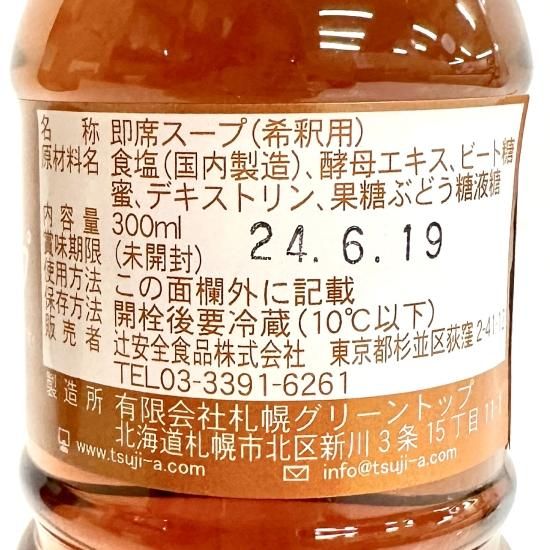 名称 即席スープ(希釈用)
原材料名 食塩(国内製造)、酵母エキス、ビート糖
蜜、デキストリン、果糖ぶどう糖液糖
内容量 300ml
賞味期限 (未開封) 24.6.19
使用方法 この面欄外に記載
保存方法 開栓後要冷蔵(10℃以下)
販売者 辻安全食品株式会社 東京都杉並区荻窪2-41-12
TEL03-3391-6261
製造所 有限会社札幌グリーントップ
北海道札幌市北区新川3条15丁目11-1
www.tsuji-a.com info@tsuji-a.com